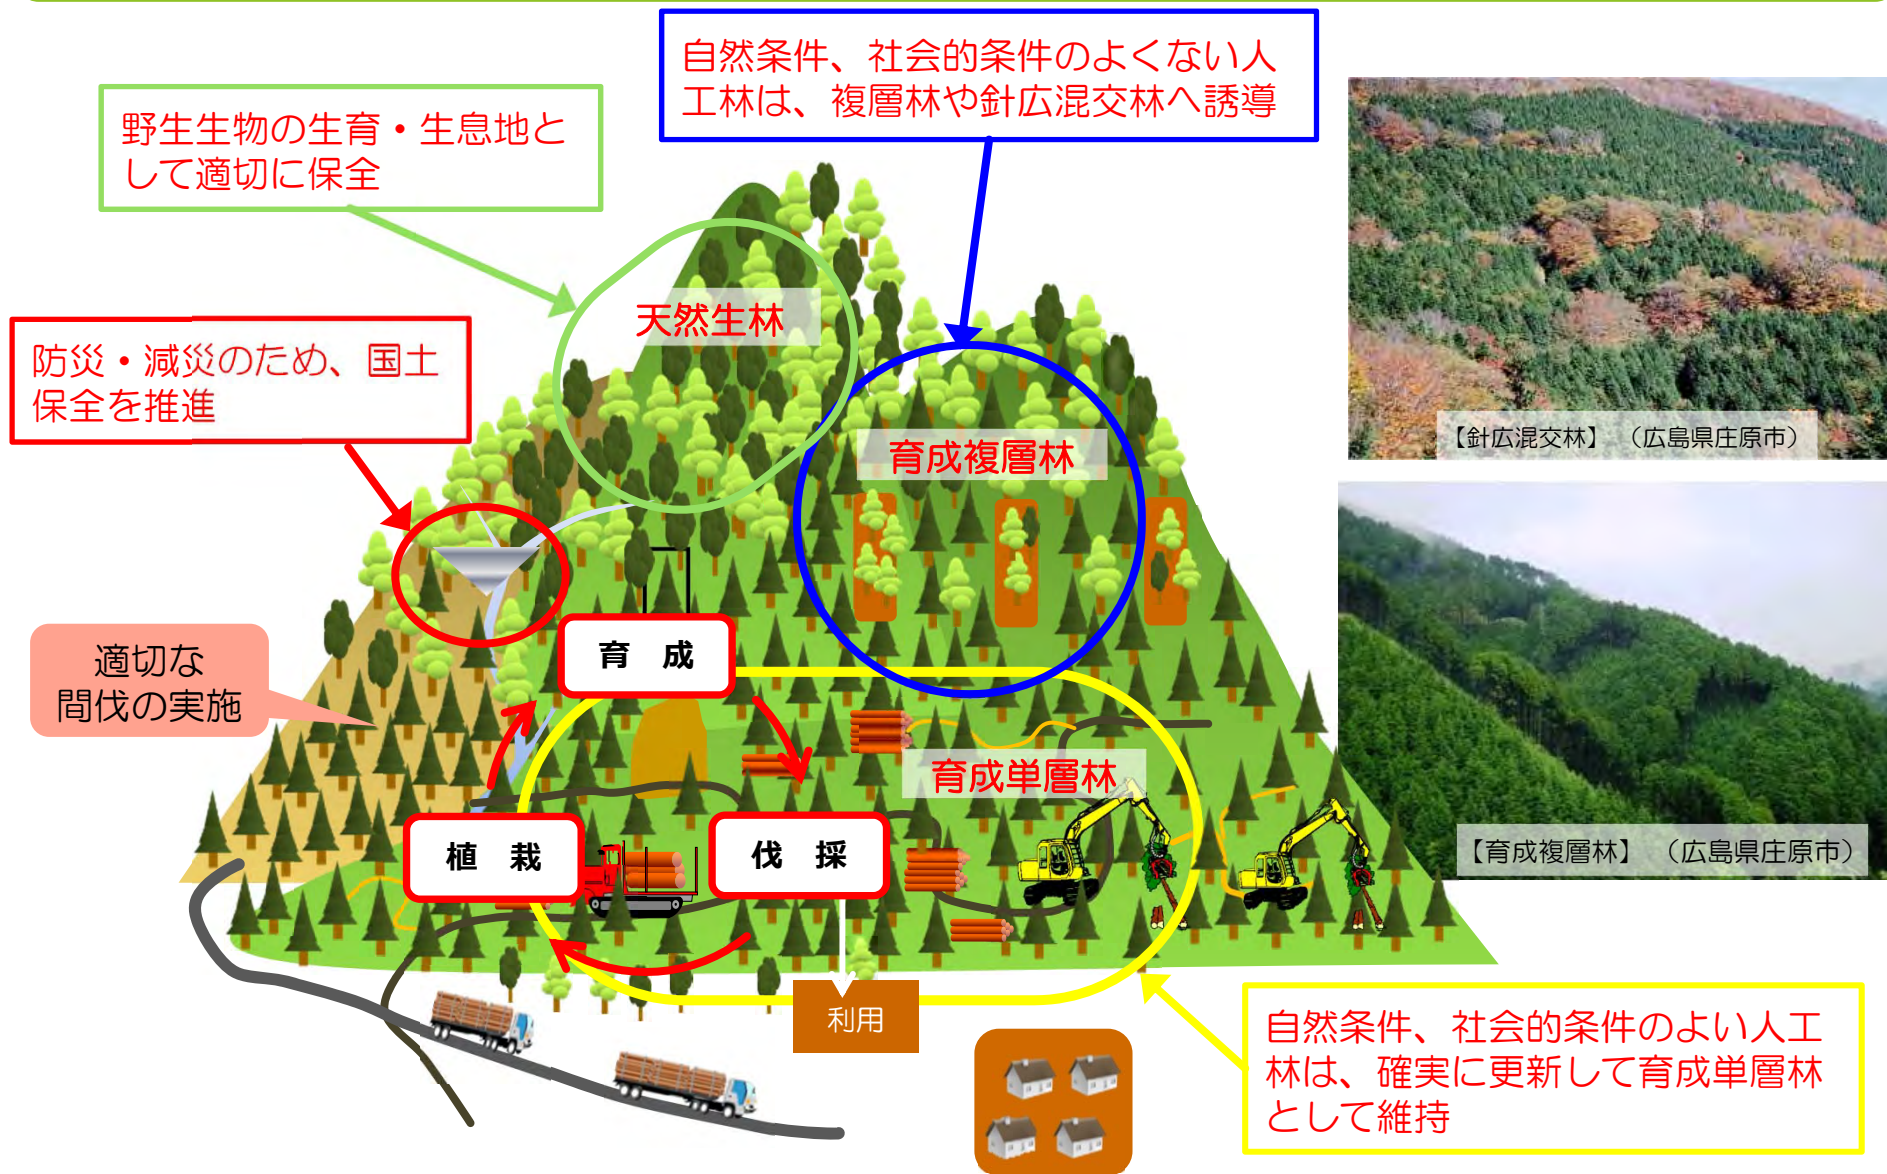 自然条件、社会的条件のよくない人
工林は、複層林や針広混交林へ誘導
野生生物の生育・生息地と
して適切に保全
天然生林
防災・減災のため、国土
保全を推進
育成複層林
【針広混交林】（広島県庄原市）
適切な
間伐の実施
育 成
育成単層林
植 栽
伐 採
【育成複層林】（広島県庄原市）
利用
自然条件、社会的条件のよい人工
林は、確実に更新して育成単層林
として維持